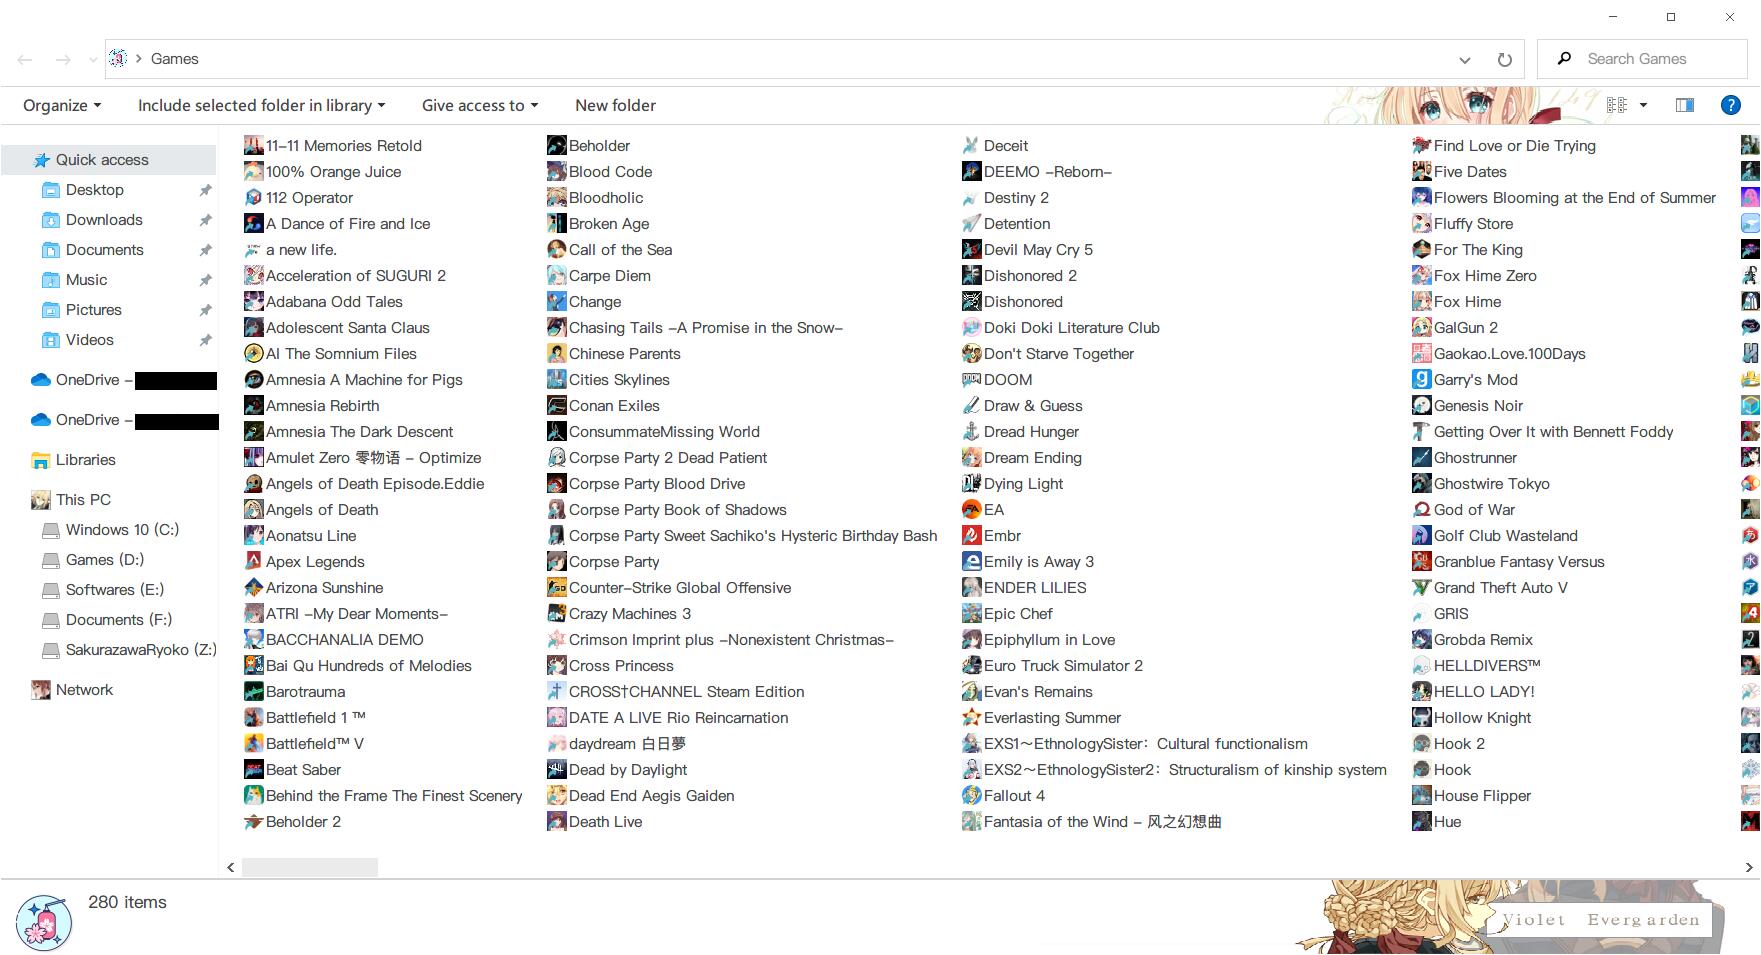 Games
Search Games
Organize
Include selected folder in library
Give access to
New folder
Quick access
Desktop
Downloads
Documents
Music
Pictures
Videos
OneDrive –
OneDrive –
Libraries
This PC
Windows 10 (C:)
Games (D:)
Softwares (E:)
Documents (F:)
SakurazawaRyoko (Z:)
Network
11-11 Memories Retold
100% Orange Juice
112 Operator
A Dance of Fire and Ice
a new life.
Acceleration of SUGURI 2
Adabana Odd Tales
Adolescent Santa Claus
AI The Somnium Files
Amnesia A Machine for Pigs
Amnesia Rebirth
Amnesia The Dark Descent
Amulet Zero 零物语 - Optimize
Angels of Death Episode.Eddie
Angels of Death
Aonatsu Line
Apex Legends
Arizona Sunshine
ATRI -My Dear Moments-
BACCHANALIA DEMO
Bai Qu Hundreds of Melodies
Barotrauma
Battlefield 1 ™
Battlefield™ V
Beat Saber
Behind the Frame The Finest Scenery
Beholder 2
Beholder
Blood Code
Bloodholic
Broken Age
Call of the Sea
Carpe Diem
Change
Chasing Tails -A Promise in the Snow-
Chinese Parents
Cities Skylines
Conan Exiles
ConsummateMissing World
Corpse Party 2 Dead Patient
Corpse Party Blood Drive
Corpse Party Book of Shadows
Corpse Party Sweet Sachiko's Hysteric Birthday Bash
Corpse Party
Counter-Strike Global Offensive
Crazy Machines 3
Crimson Imprint plus -Nonexistent Christmas-
Cross Princess
CROSS†CHANNEL Steam Edition
DATE A LIVE Rio Reincarnation
daydream 白日夢
Dead by Daylight
Dead End Aegis Gaiden
Death Live
Deceit
DEEMO -Reborn-
Destiny 2
Detention
Devil May Cry 5
Dishonored 2
Dishonored
Doki Doki Literature Club
Don't Starve Together
DOOM
Draw & Guess
Dread Hunger
Dream Ending
Dying Light
EA
Embr
Emily is Away 3
ENDER LILIES
Epic Chef
Epiphyllum in Love
Euro Truck Simulator 2
Evan's Remains
Everlasting Summer
EXS1～EthnologySister：Cultural functionalism
EXS2～EthnologySister2：Structuralism of kinship system
Fallout 4
Fantasia of the Wind - 风之幻想曲
Find Love or Die Trying
Five Dates
Flowers Blooming at the End of Summer
Fluffy Store
For The King
Fox Hime Zero
Fox Hime
GalGun 2
Gaokao.Love.100Days
Garry's Mod
Genesis Noir
Getting Over It with Bennett Foddy
Ghostrunner
Ghostwire Tokyo
God of War
Golf Club Wasteland
Granblue Fantasy Versus
Grand Theft Auto V
GRIS
Grobda Remix
HELLDIVERS™
HELLO LADY!
Hollow Knight
Hook 2
Hook
House Flipper
Hue
280 items
Violet Evergarden